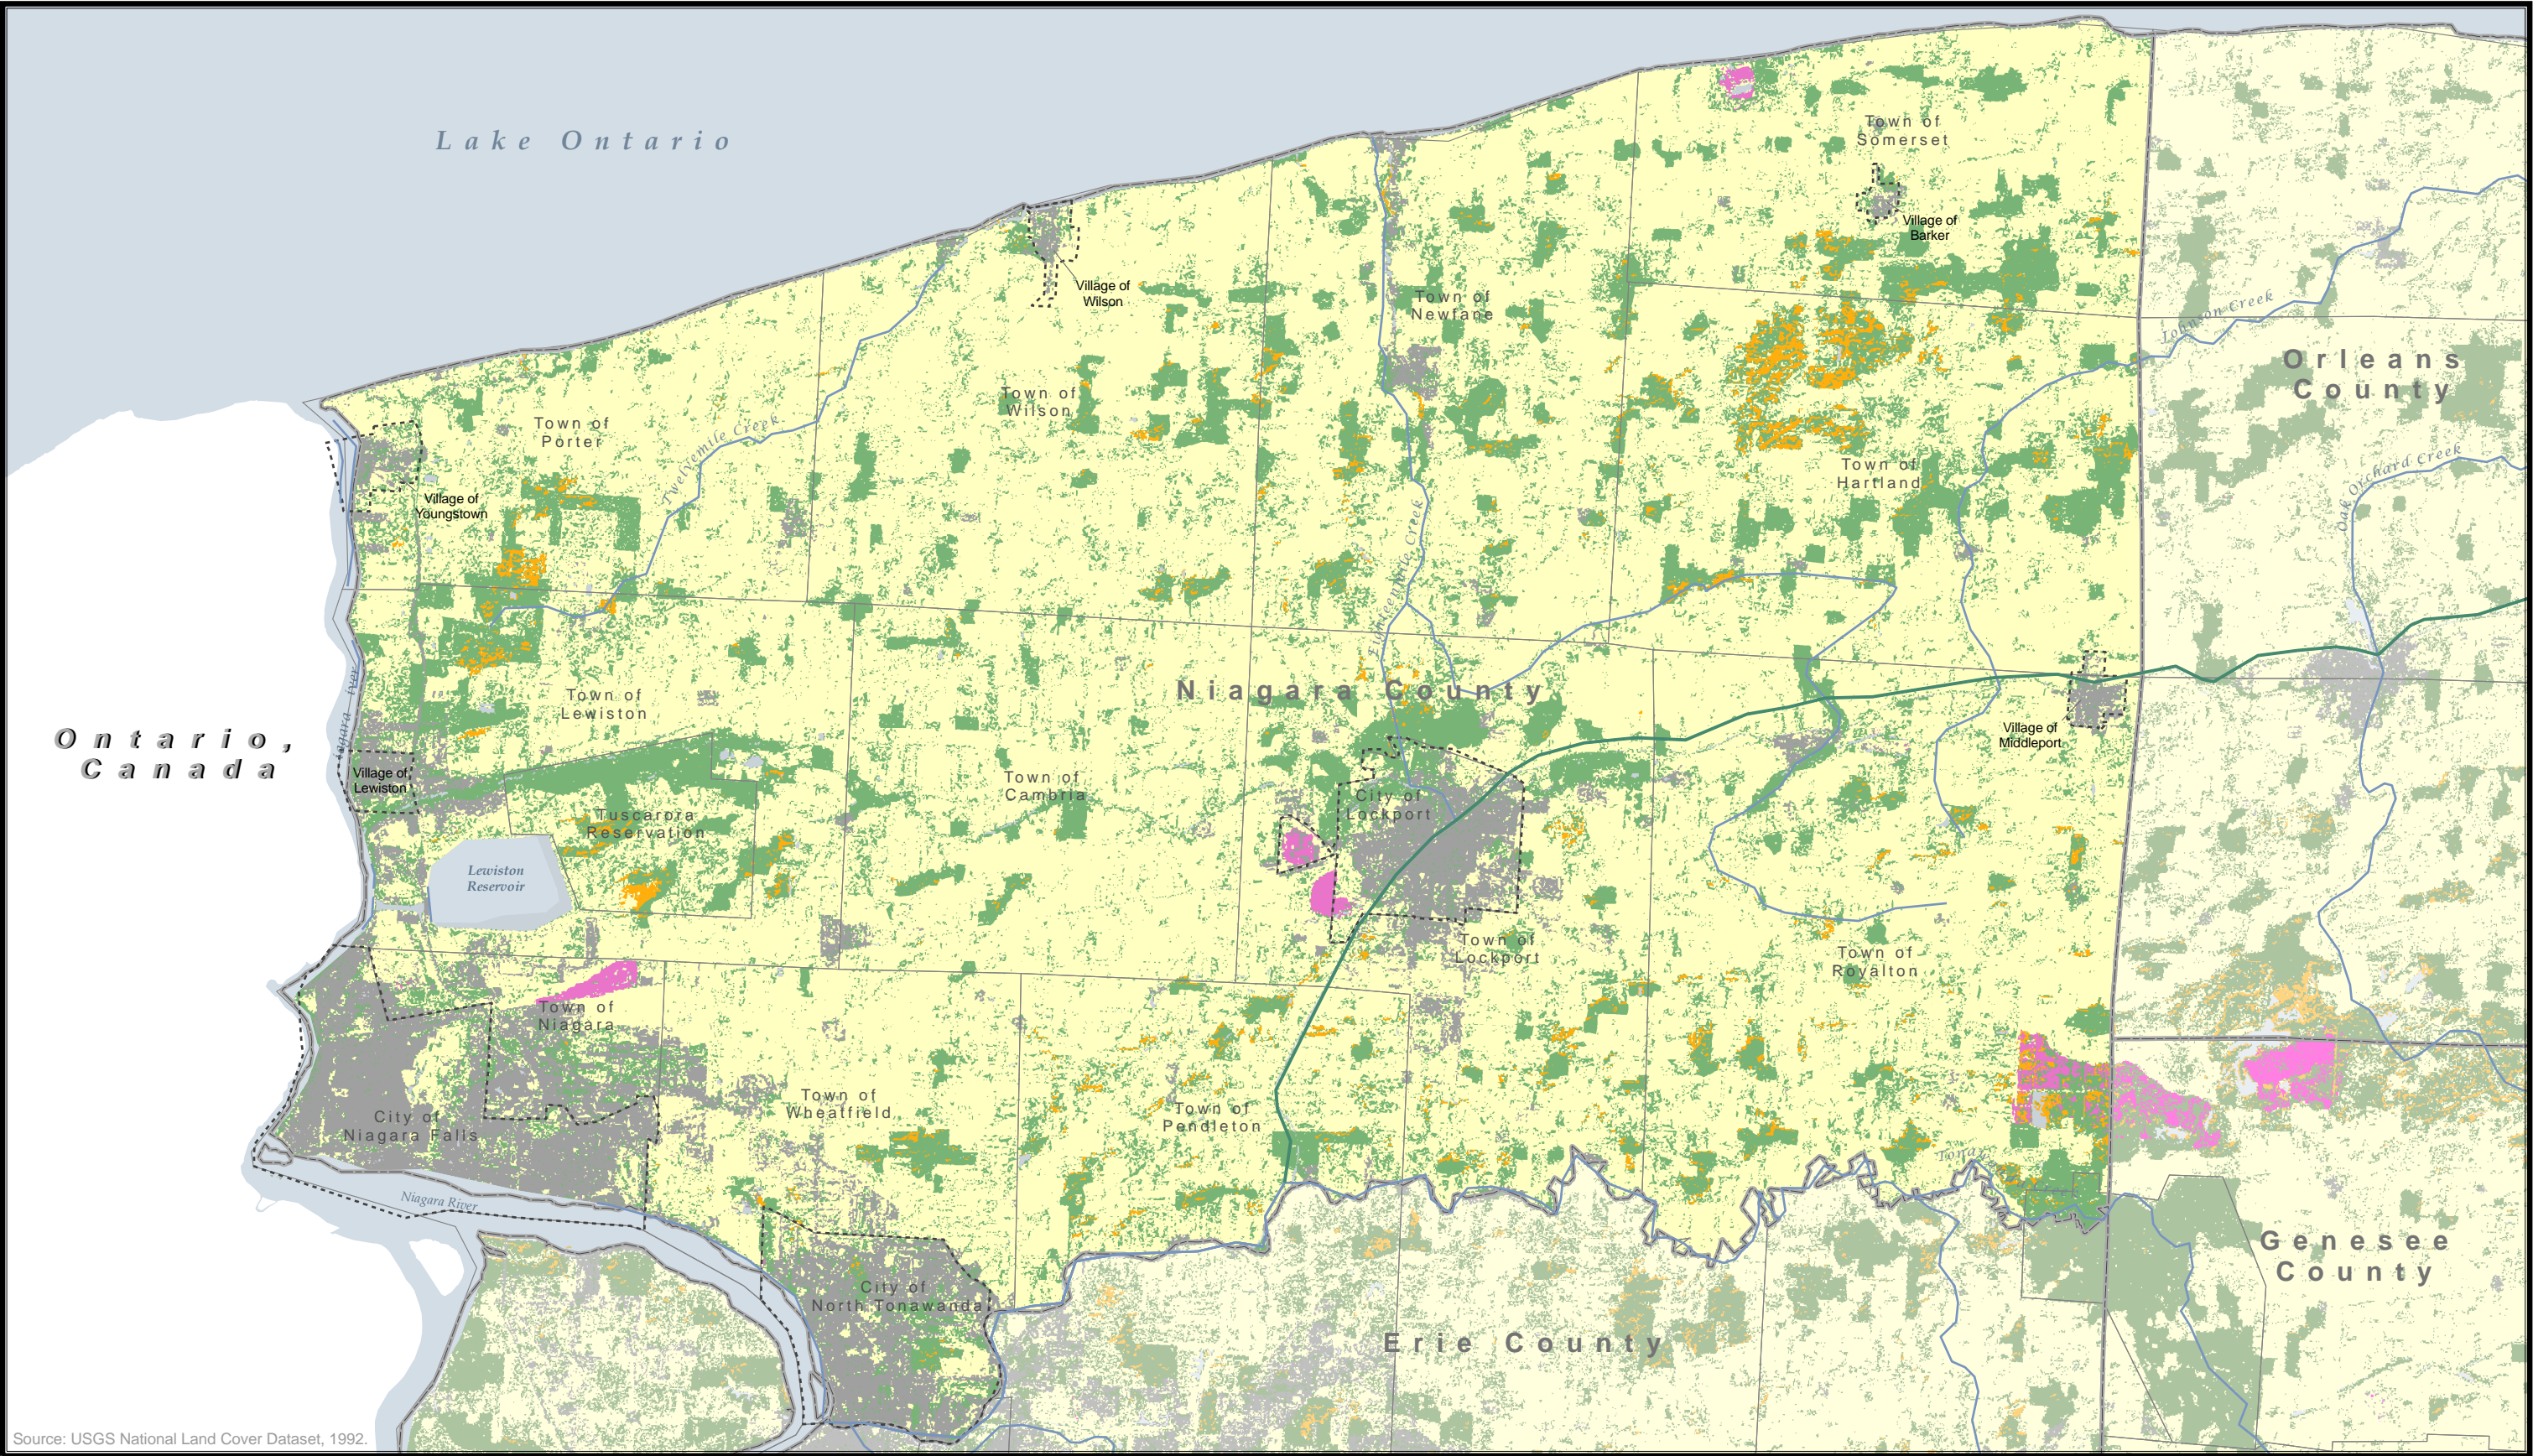 Lake Ontario
Town of
Somerset
Village of
Barker
Village of
Wilson
Town of
Newfane
Johnson Creek
Orleans
County
Town of
Wilson
Town of
Porter
Twelvemile Creek
Town of
Hartland
Oak Orchard Creek
Village of
Youngstown
Eighteenmile Creek
Niagara County
Town of
Lewiston
iagara iver
Ontario,
Canada
Village of
Middleport
Village of
Lewiston
Town of
Cambria
City of
Lockport
Tuscarora
Reservation
Lewiston
Reservoir
Town of
Lockport
Town of
Royalton
Town of
Niagara
Town of
Wheatfield
Town of
Pendleton
City of
Niagara Falls
Niagara River
Genesee
County
City of
North Tonawanda
Erie County
Source: USGS National Land Cover Dataset, 1992.